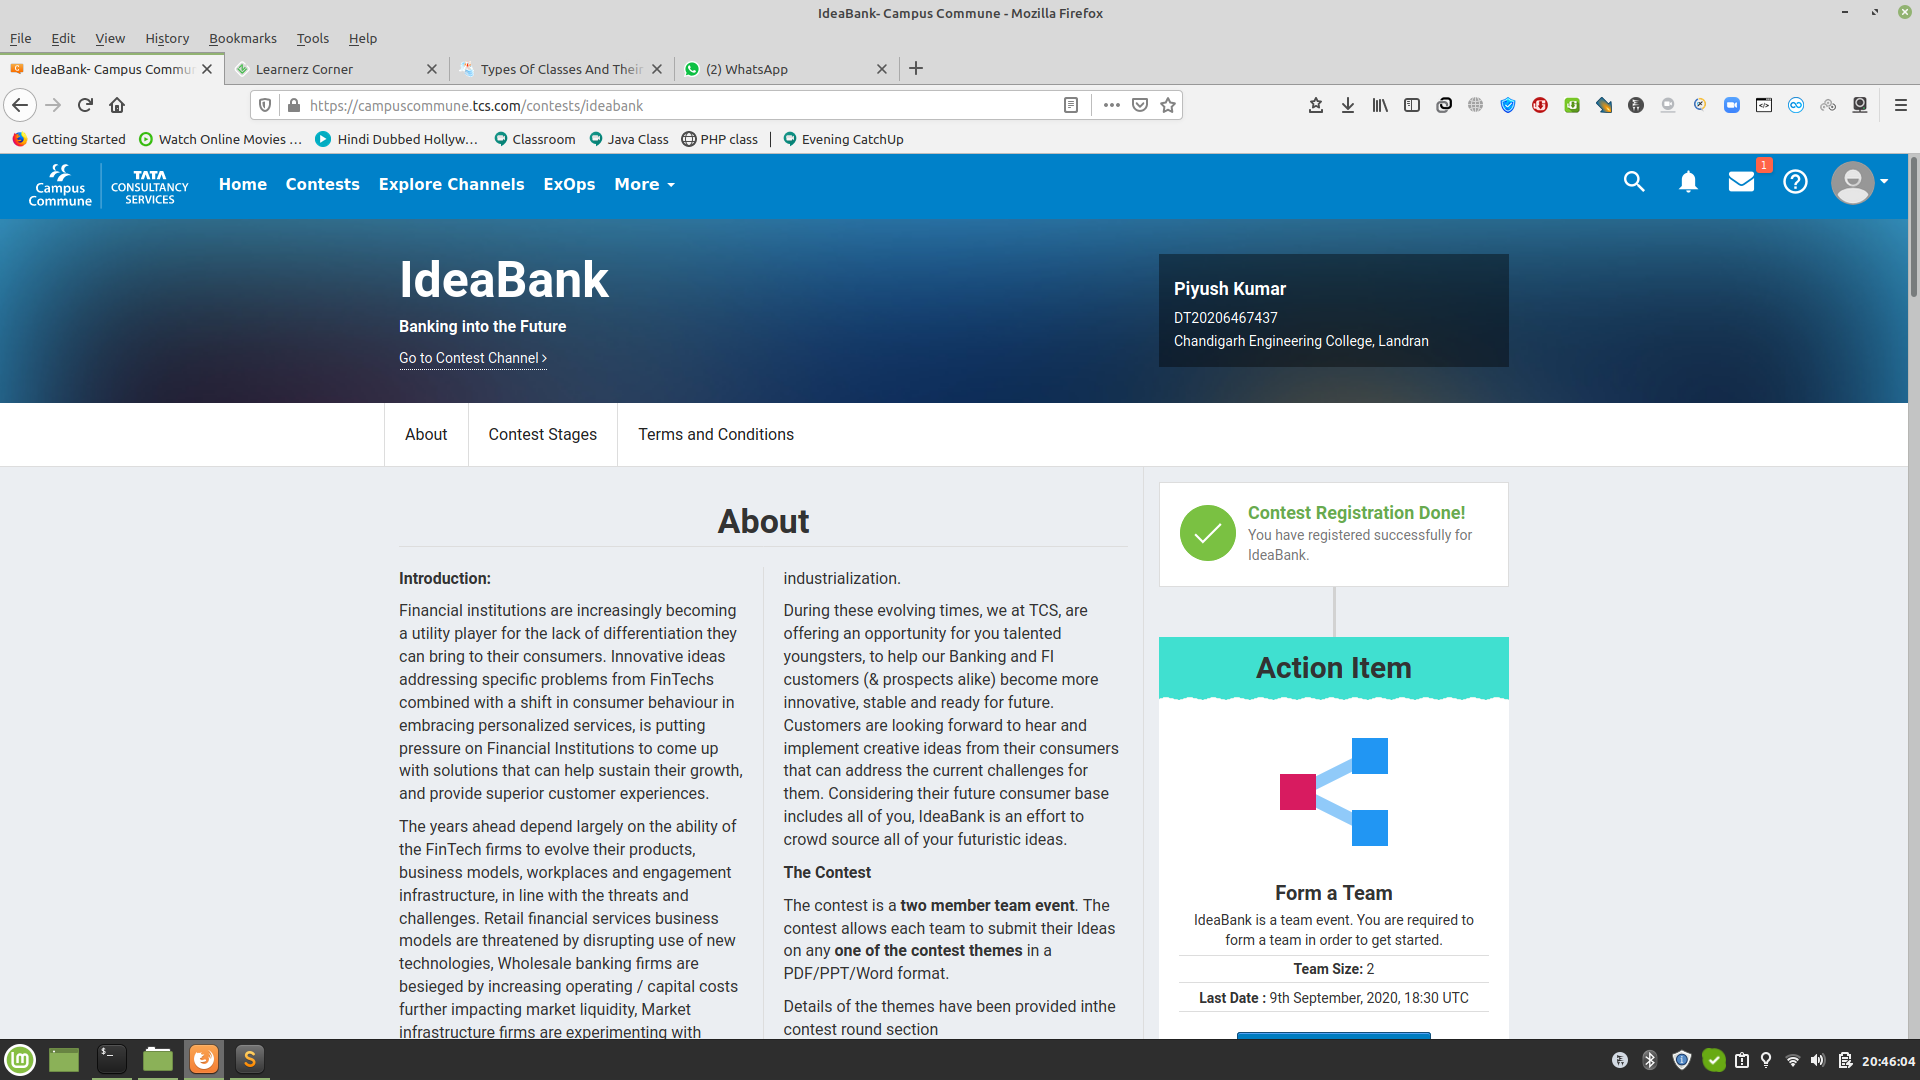 IdeaBank- Campus Commune - Mozilla Firefox
File Edit View History Bookmarks Tools Help
IdeaBank- Campus Commu
Learnerz Corner
Types Of Classes And Their
(2) WhatsApp
https://campuscommune.tcs.com/contests/ideabank
Getting Started
Watch Online Movies ...
Hindi Dubbed Hollyw...
Classroom
Java Class
PHP class
Evening CatchUp
Campus
Commune
TATA
CONSULTANCY
SERVICES
Home Contests Explore Channels ExOps More
1
IdeaBank
Banking into the Future
Go to Contest Channel >
Piyush Kumar
DT20206467437
Chandigarh Engineering College, Landran
About
Contest Stages
Terms and Conditions
About
Introduction:
Financial institutions are increasingly becoming
a utility player for the lack of differentiation they
can bring to their consumers. Innovative ideas
addressing specific problems from FinTechs
combined with a shift in consumer behaviour in
embracing personalized services, is putting
pressure on Financial Institutions to come up
with solutions that can help sustain their growth,
and provide superior customer experiences.
The years ahead depend largely on the ability of
the FinTech firms to evolve their products,
business models, workplaces and engagement
infrastructure, in line with the threats and
challenges. Retail financial services business
models are threatened by disrupting use of new
technologies, Wholesale banking firms are
besieged by increasing operating / capital costs
further impacting market liquidity, Market
infrastructure firms are experimenting with
industrialization.
During these evolving times, we at TCS, are
offering an opportunity for you talented
youngsters, to help our Banking and FI
customers (& prospects alike) become more
innovative, stable and ready for future.
Customers are looking forward to hear and
implement creative ideas from their consumers
that can address the current challenges for
them. Considering their future consumer base
includes all of you, IdeaBank is an effort to
crowd source all of your futuristic ideas.
The Contest
The contest is a two member team event. The
contest allows each team to submit their Ideas
on any one of the contest themes in a
PDF/PPT/Word format.
Details of the themes have been provided inthe
contest round section
Contest Registration Done!
You have registered successfully for
IdeaBank.
Action Item
Form a Team
IdeaBank is a team event. You are required to
form a team in order to get started.
Team Size: 2
Last Date : 9th September, 2020, 18:30 UTC
20:46:04